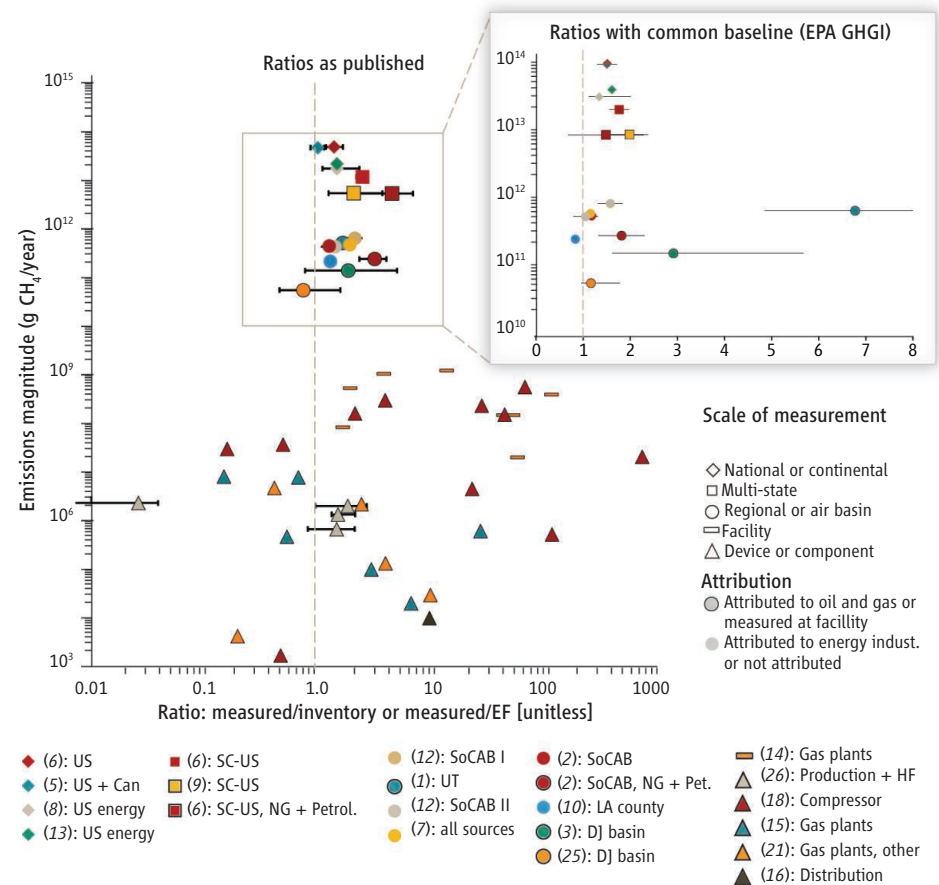 Ratios with common baseline (EPA GHGI)
10^14
10^13
10^12
10^11
10^10
0 1 2 3 4 5 6 7 8
Ratios as published
10^15
10^12
10^9
10^6
10^3
Emissions magnitude (g CH₄/year)
0.01 0.1 1.0 10 100 1000
Ratio: measured/inventory or measured/EF [unitless]
Scale of measurement
National or continental
Multi-state
Regional or air basin
Facility
Device or component
Attribution
Attributed to oil and gas or
measured at facillity
Attributed to energy indust.
or not attributed
(6): US
(5): US + Can
(8): US energy
(13): US energy
(6): SC-US
(9): SC-US
(6): SC-US, NG + Petrol.
(12): SoCAB I
(1): UT
(12): SoCAB II
(7): all sources
(2): SoCAB
(2): SoCAB, NG + Pet.
(10): LA county
(3): DJ basin
(25): DJ basin
(14): Gas plants
(26): Production + HF
(18): Compressor
(15): Gas plants
(21): Gas plants, other
(16): Distribution